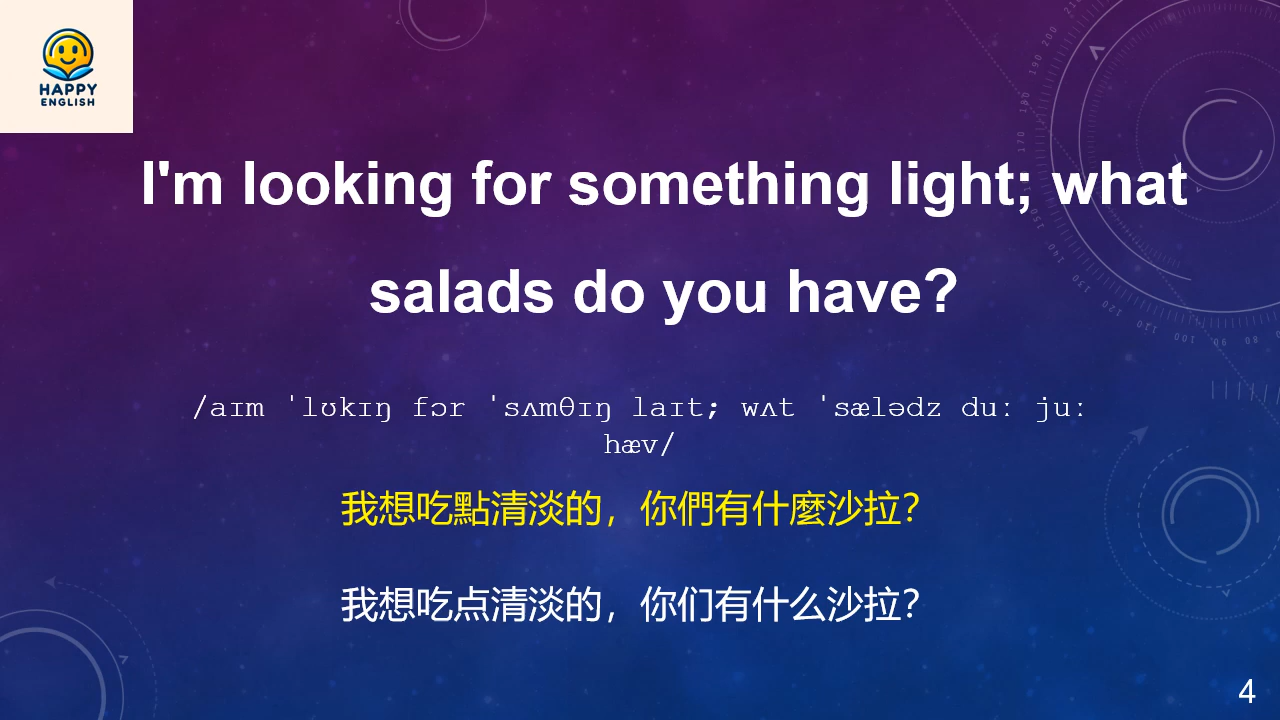 HAPPY
ENGLISH
I'm looking for something light; what
salads do you have?
/aɪm ˈlʊkɪŋ fɔr ˈsʌmθɪŋ laɪt; wʌt ˈsælədz duː juː
hæv/
我想吃點清淡的，你們有什麼沙拉？
我想吃点清淡的，你们有什么沙拉？
4